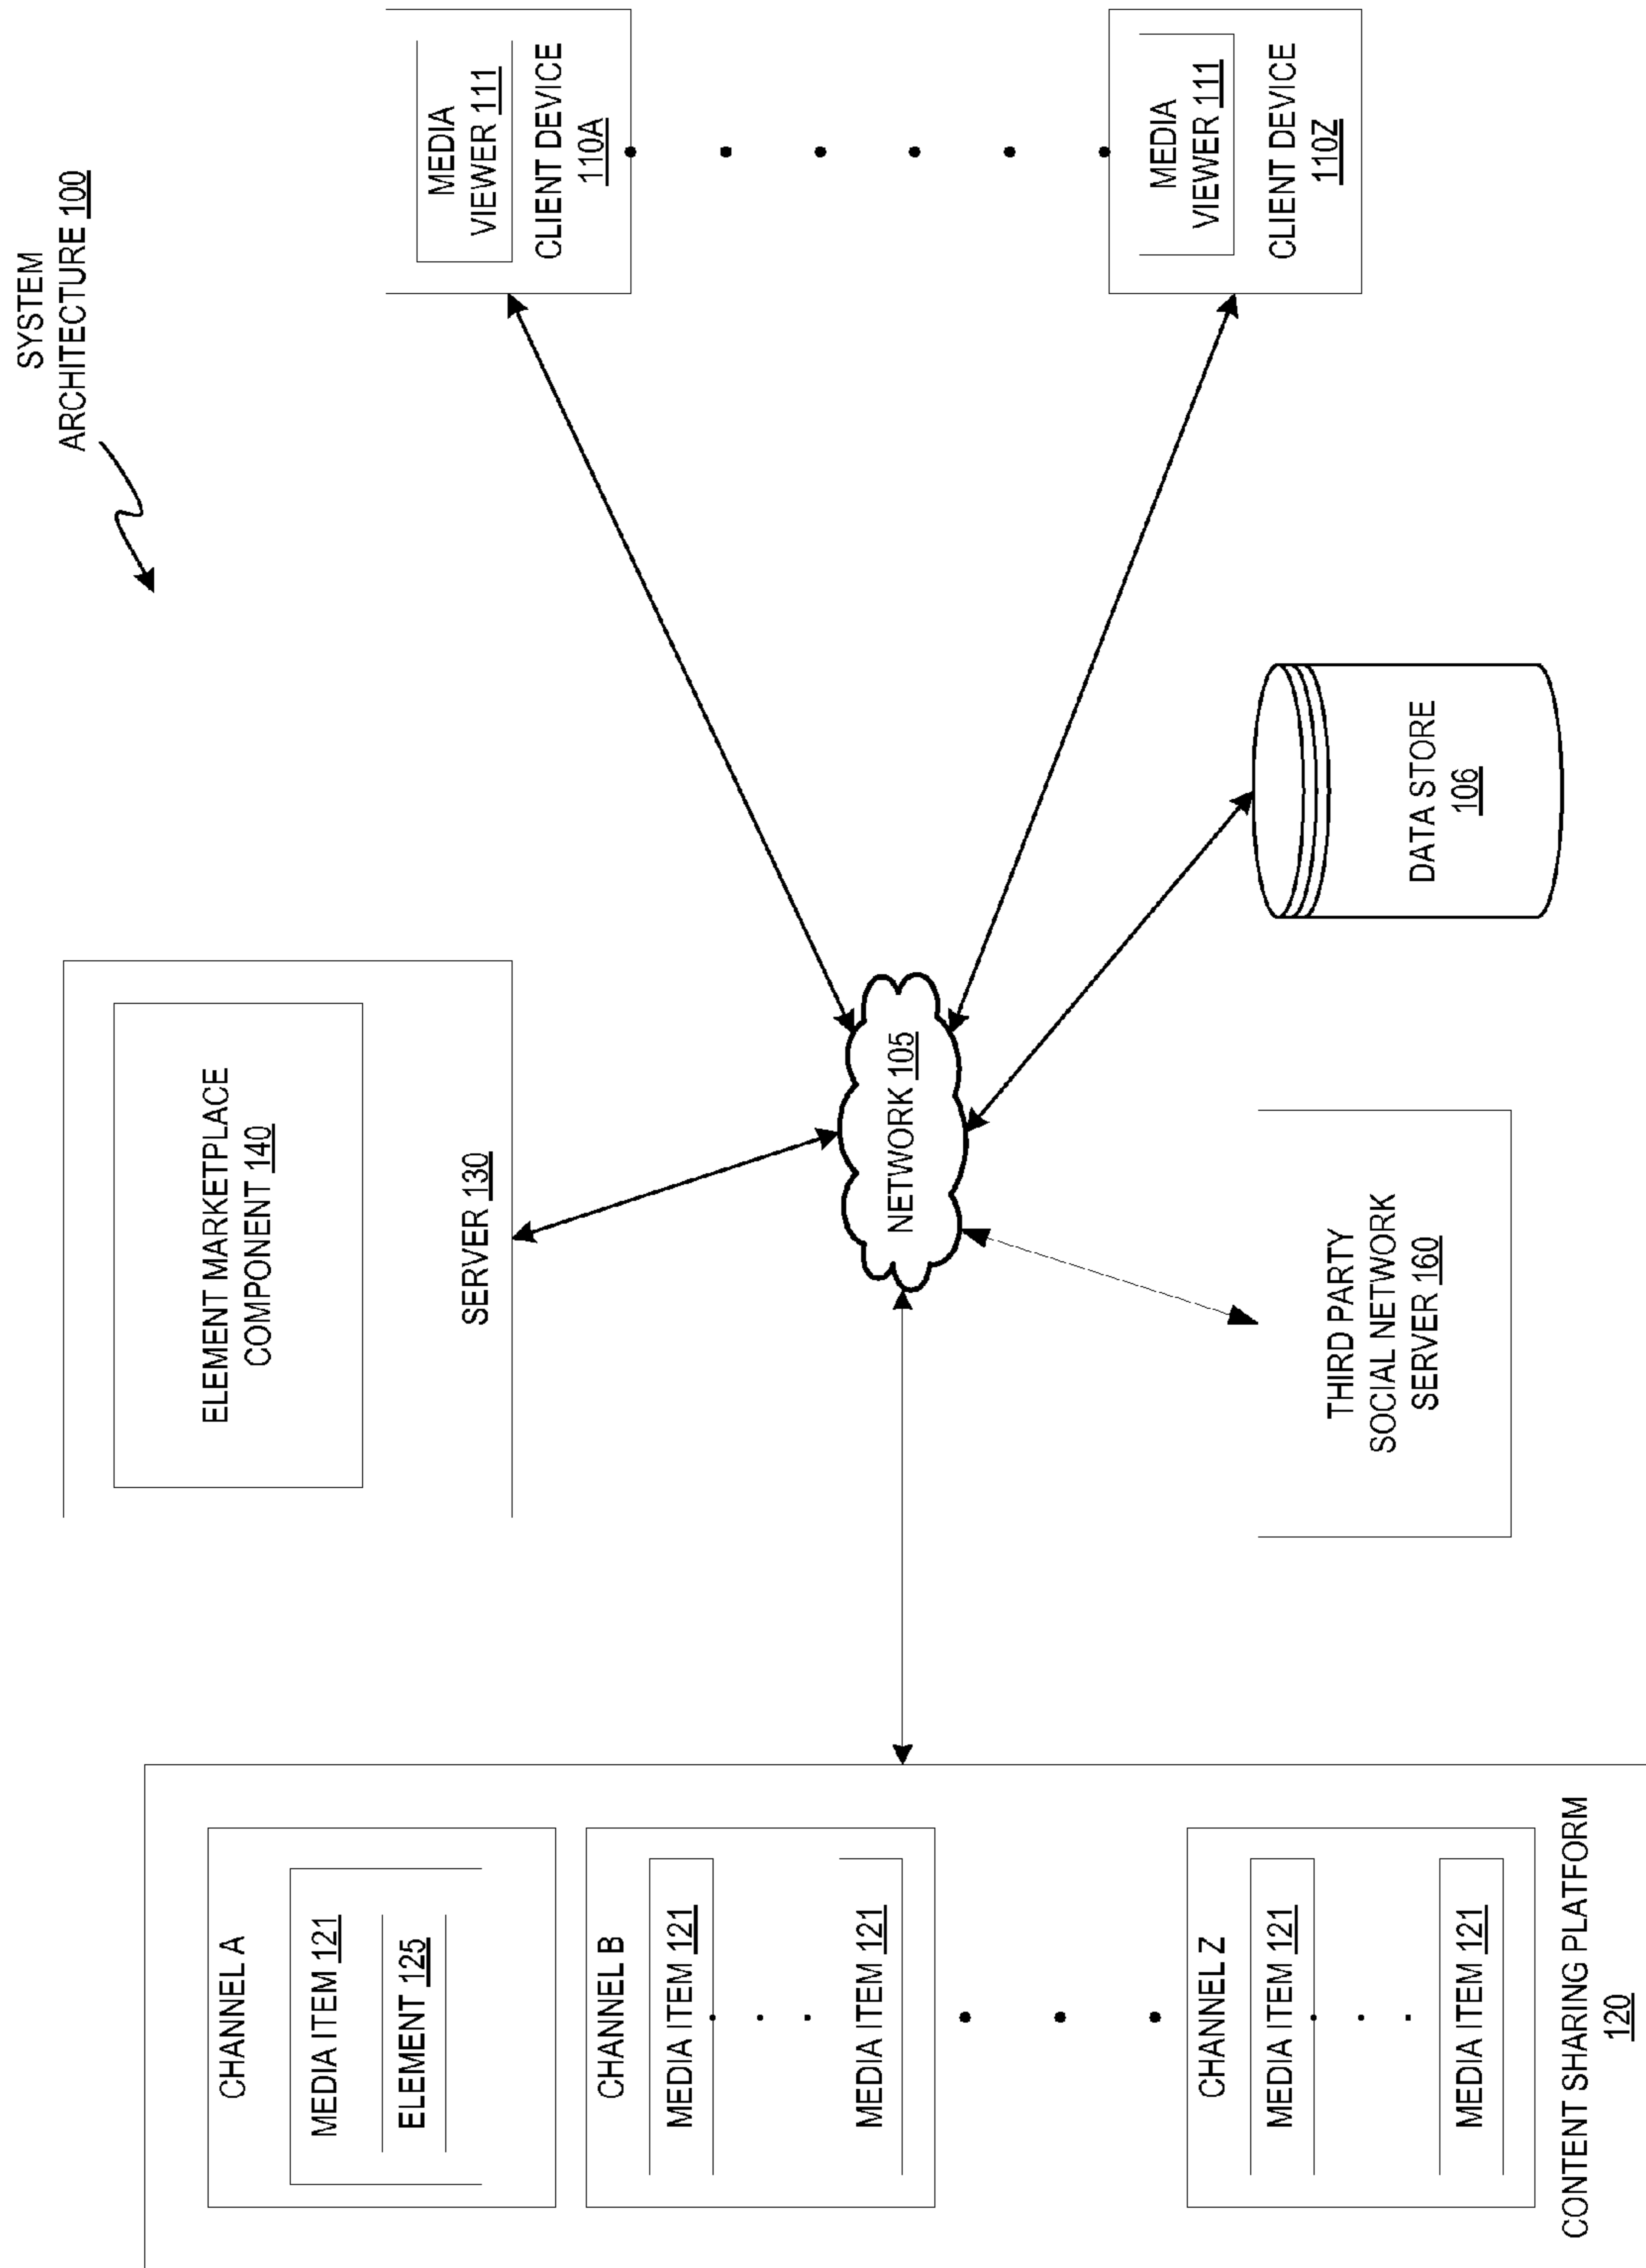 SYSTEM
ARCHITECTURE 100
CHANNEL A
MEDIA ITEM 121
ELEMENT 125
CHANNEL B
MEDIA ITEM 121
MEDIA ITEM 121
CHANNEL Z
MEDIA ITEM 121
MEDIA ITEM 121
CONTENT SHARING PLATFORM
120
ELEMENT MARKETPLACE
COMPONENT 140
SERVER 130
NETWORK 105
THIRD PARTY
SOCIAL NETWORK
SERVER 160
DATA STORE
106
MEDIA
VIEWER 111
CLIENT DEVICE
110A
MEDIA
VIEWER 111
CLIENT DEVICE
110Z